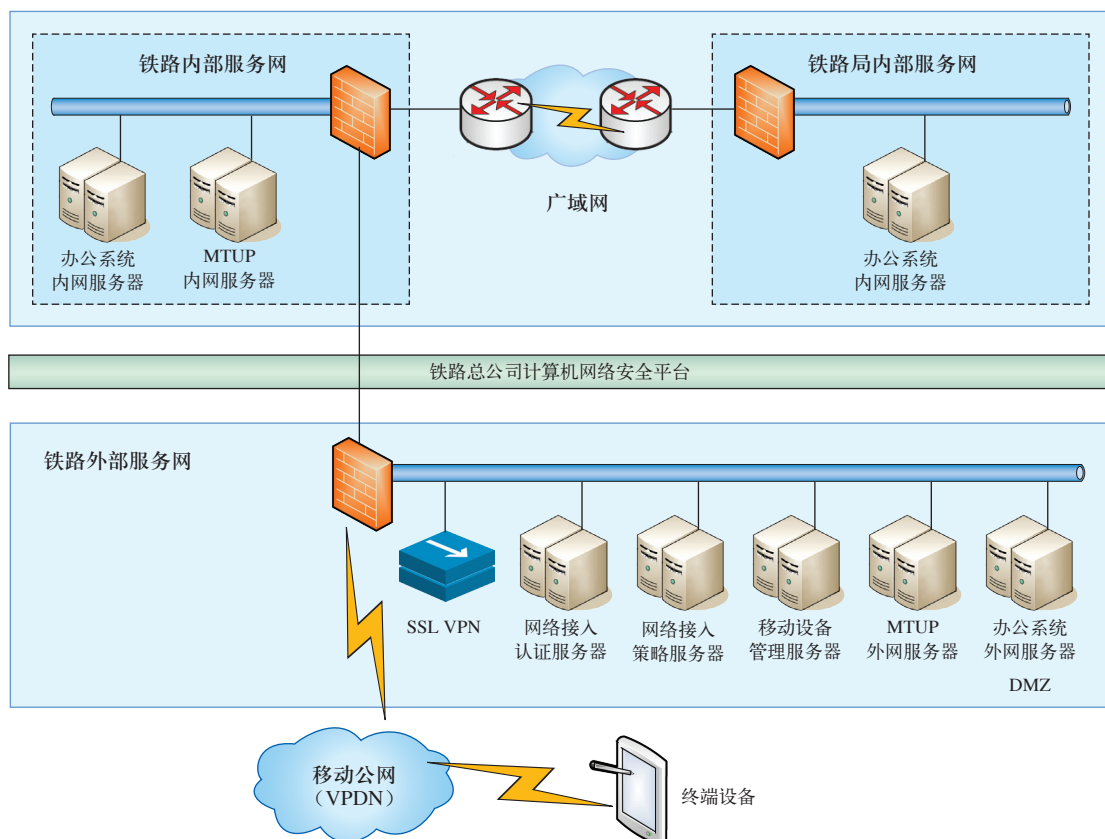 铁路内部服务网
铁路局内部服务网
广域网
办公系统
内网服务器
MTUP
内网服务器
办公系统
内网服务器
铁路总公司计算机网络安全平台
铁路外部服务网
SSL VPN
网络接入
认证服务器
网络接入
策略服务器
移动设备
管理服务器
MTUP
外网服务器
办公系统
外网服务器
DMZ
移动公网
（VPDN）
终端设备